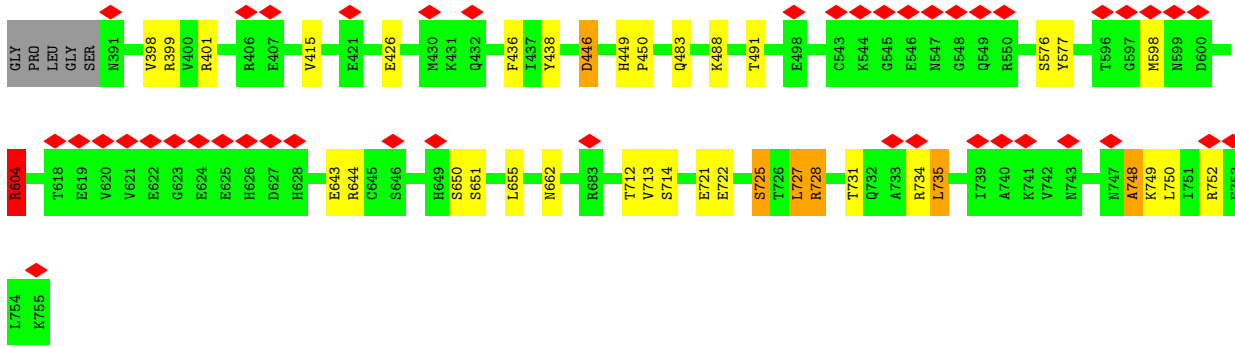 GLY PRO LEU GLY SER N391 V398 R399 V400 R401 R406 E407 V415 E421 E426 M430 K431 Q432 F436 I437 Y438 D446 H449 P450 Q483 K488 T491 E498 C543 K544 G545 E546 N547 G548 Q549 R550 S576 Y577 T596 G597 M598 N599 D600
R604 T618 E619 V620 V621 E622 G623 E624 E625 H626 D627 H628 E643 R644 C645 S646 H649 S650 S651 L655 N662 R683 T712 V713 S714 E721 E722 S725 T726 L727 R728 T731 Q732 A733 R734 L735 I739 A740 K741 V742 N743 N747 A748 K749 L750 I751 R752
L754 K755